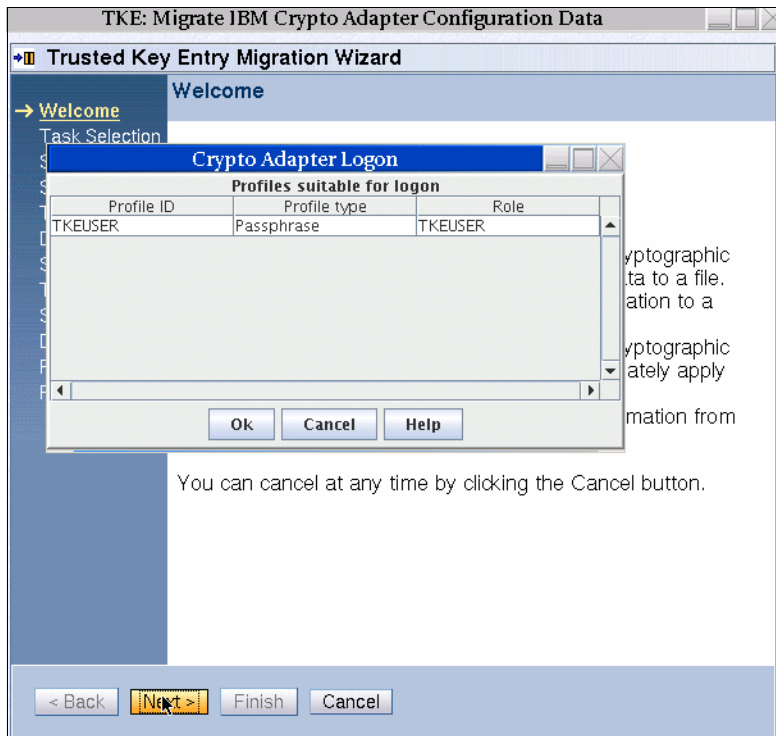 TKE: Migrate IBM Crypto Adapter Configuration Data
Trusted Key Entry Migration Wizard
Welcome
Welcome
Task Selection
Crypto Adapter Logon
Profiles suitable for logon
Profile ID Profile type Role
TKEUSER Passphrase TKEUSER
Ok Cancel Help
yptographic
ta to a file.
ation to a
yptographic
ately apply
mation from
You can cancel at any time by clicking the Cancel button.
< Back Next > Finish Cancel